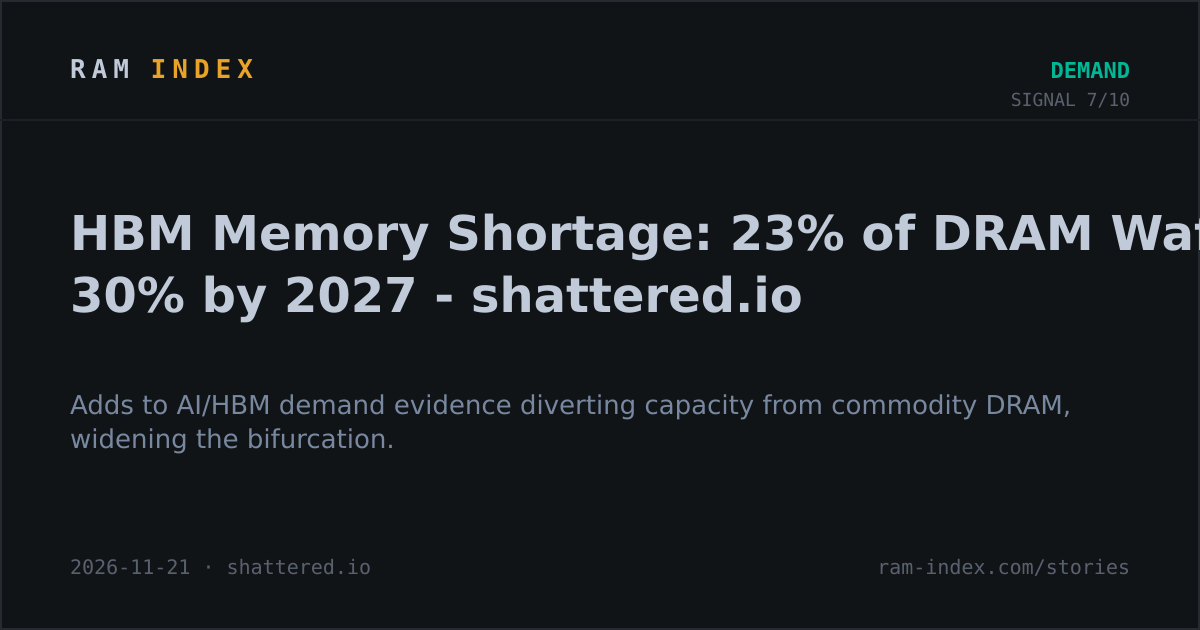 RAM INDEX
DEMAND
SIGNAL 7/10
HBM Memory Shortage: 23% of DRAM
30% by 2027 - shattered.io
Adds to AI/HBM demand evidence diverting capacity from commodity DRAM,
widening the bifurcation.
2026-11-21 · shattered.io
ram-index.com/stories